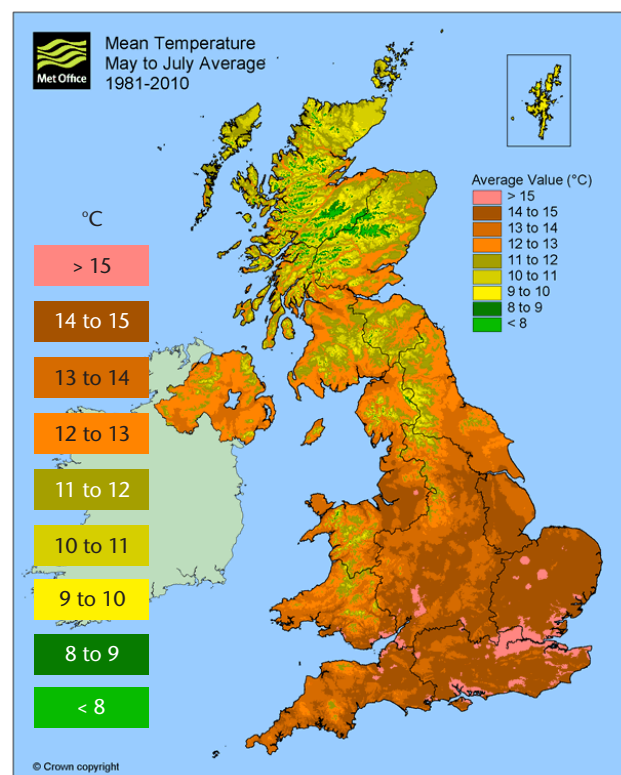 Met Office
Mean Temperature
May to July Average
1981-2010
Average Value (°C)
> 15
14 to 15
13 to 14
12 to 13
11 to 12
10 to 11
9 to 10
8 to 9
< 8
°C
> 15
14 to 15
13 to 14
12 to 13
11 to 12
10 to 11
9 to 10
8 to 9
< 8
© Crown copyright